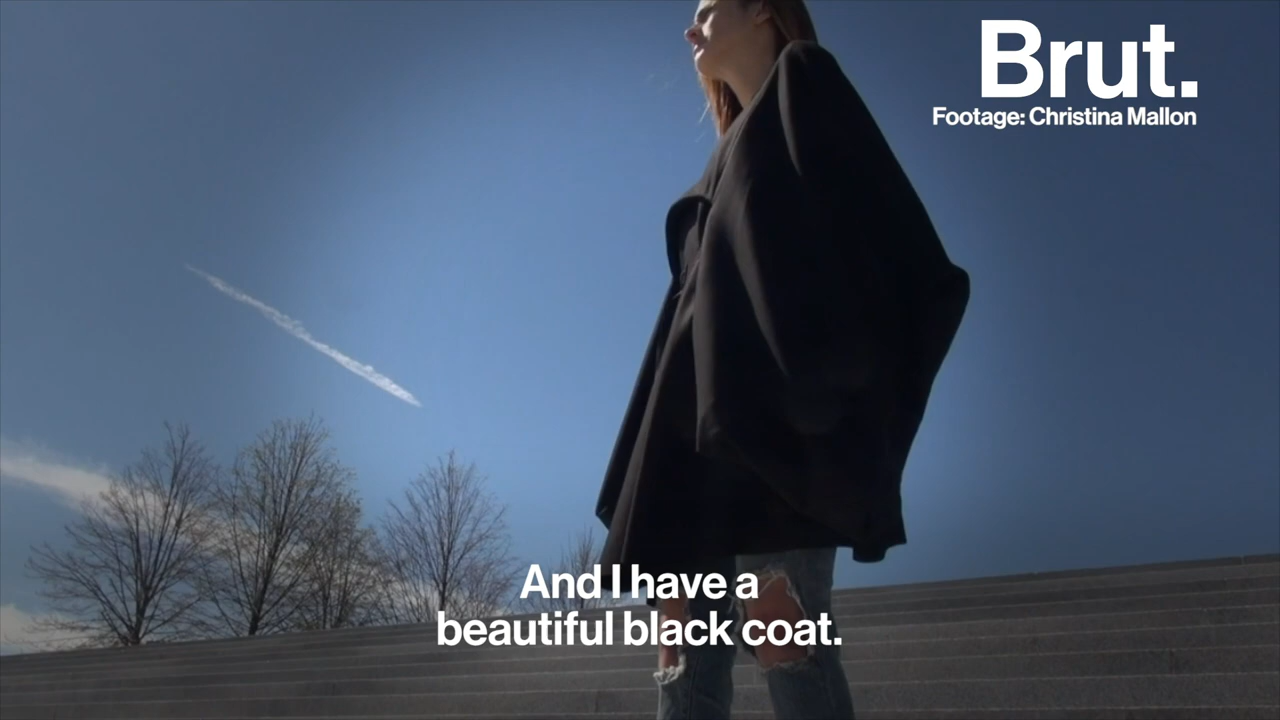 Brut.
Footage: Christina Mallon
And I have a
beautiful black coat.